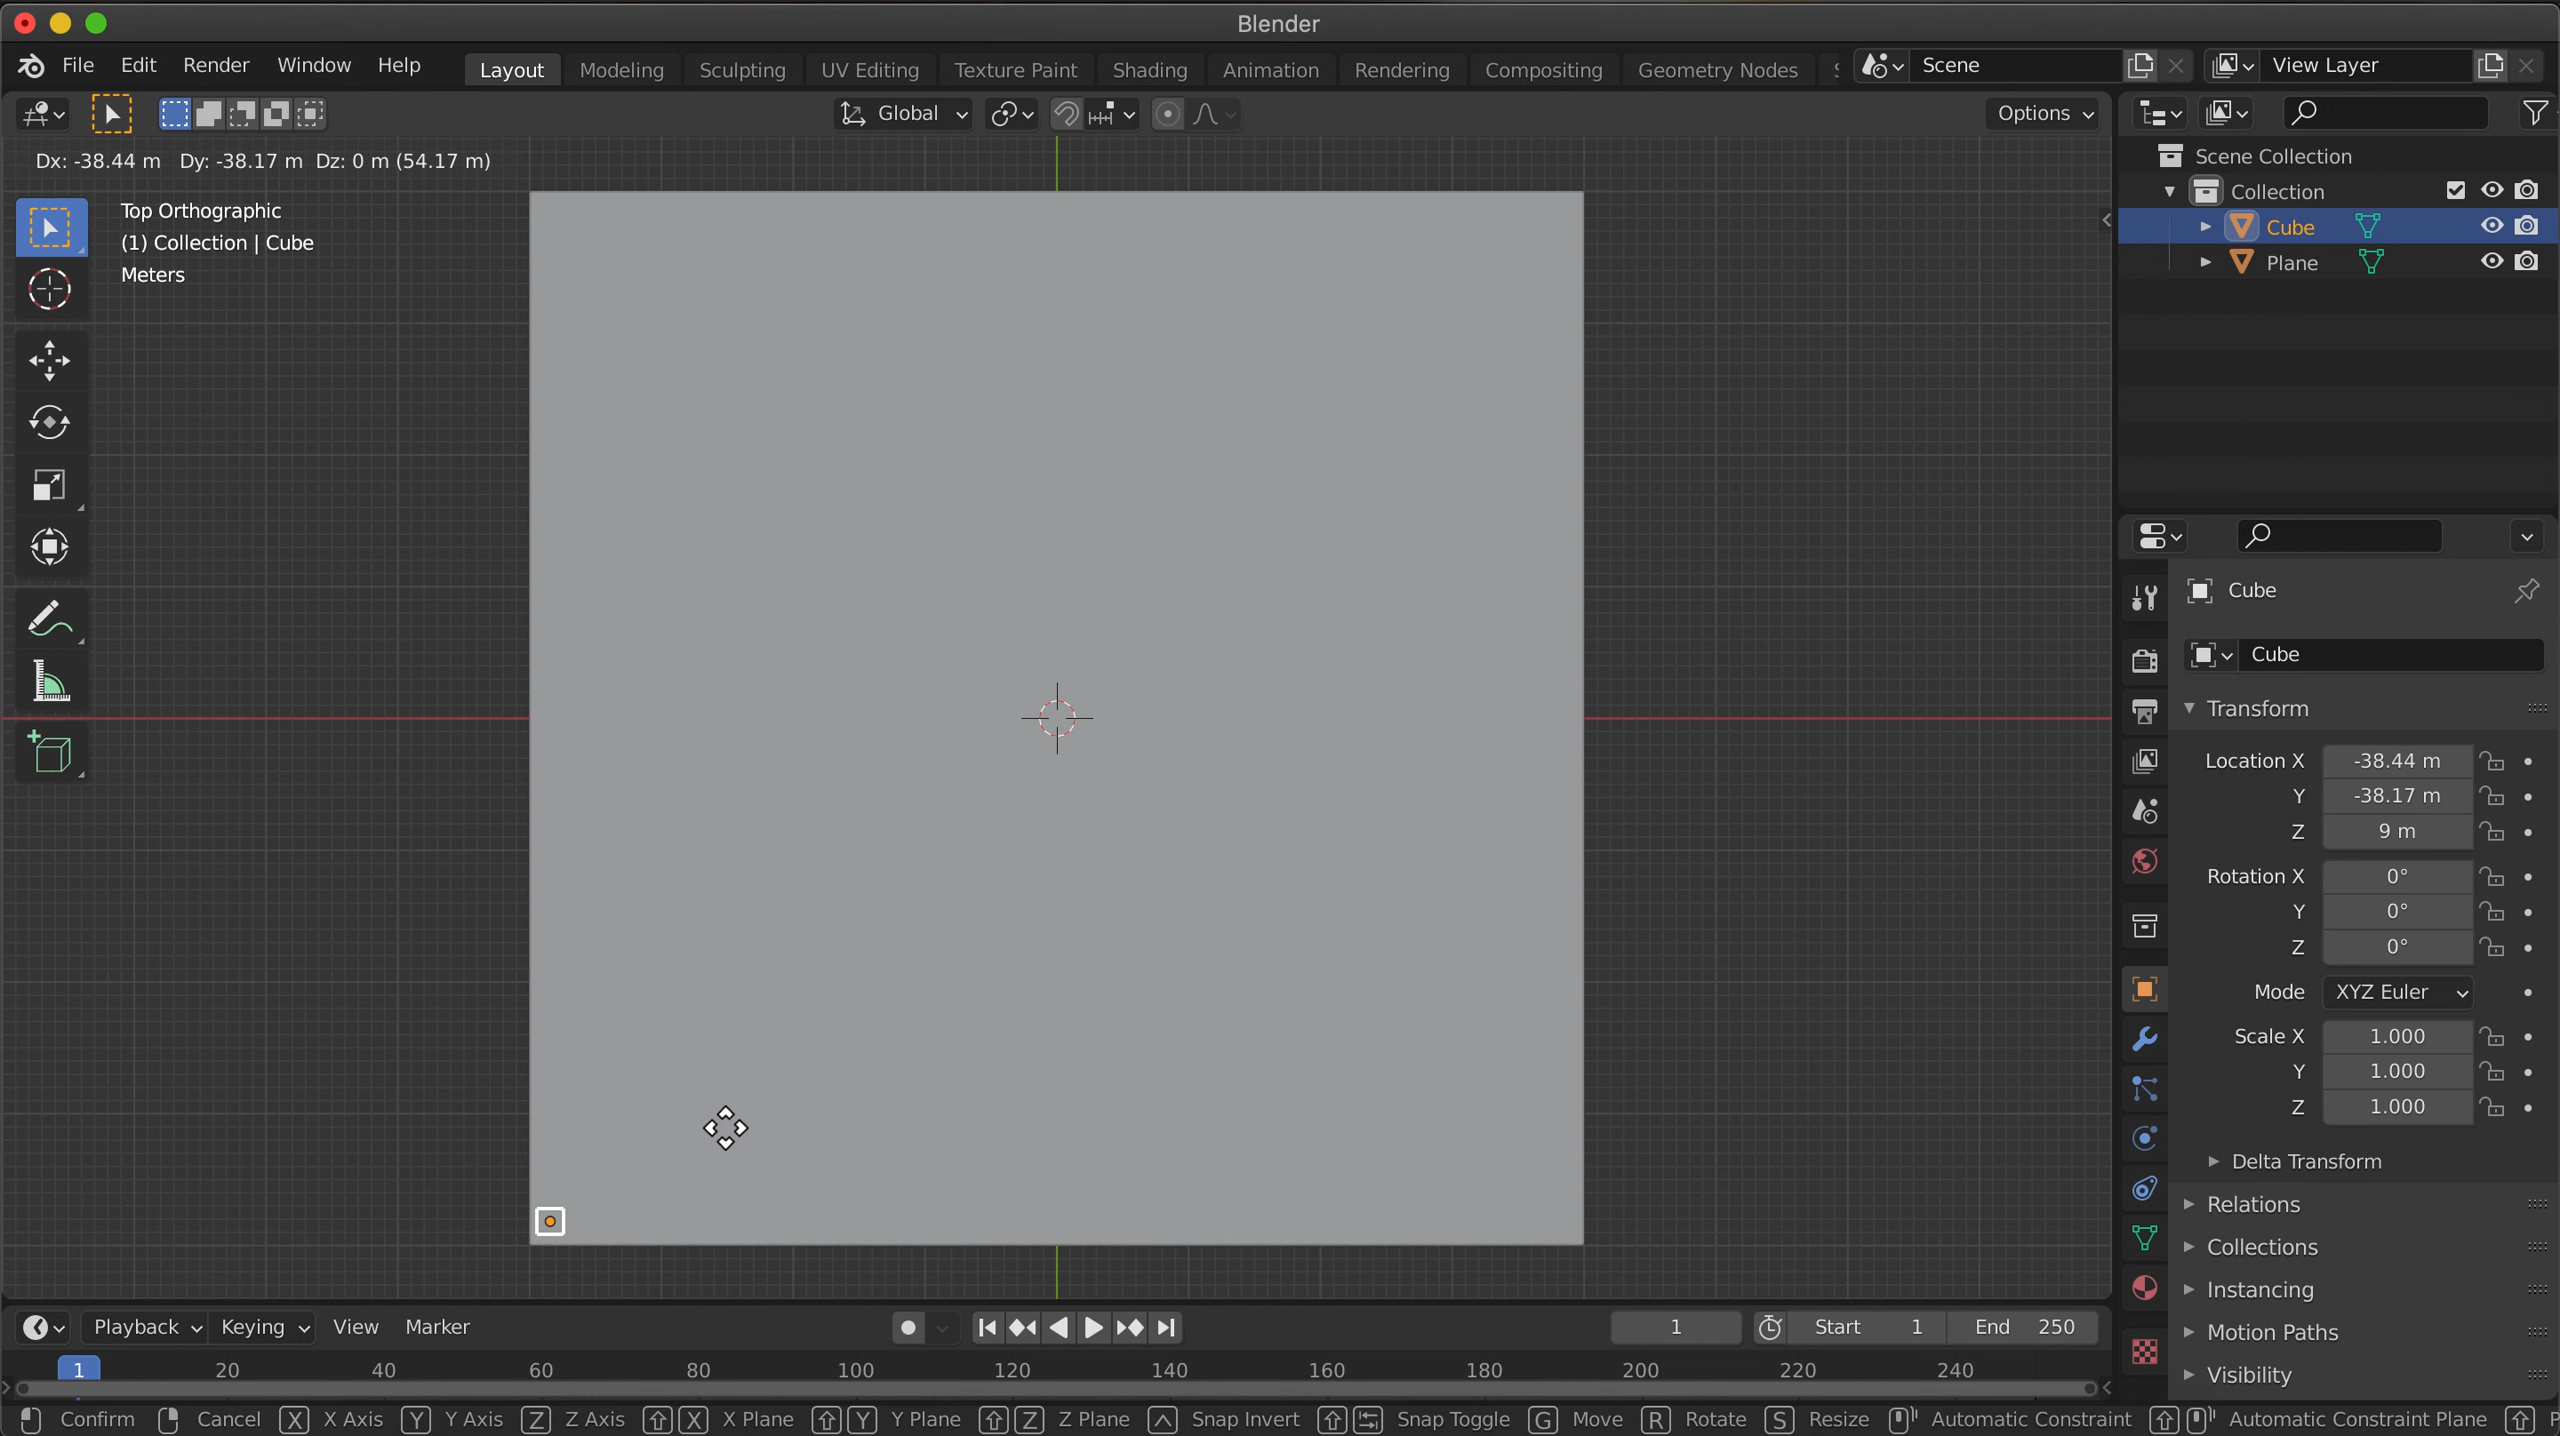 Blender
File Edit Render Window Help Layout Modeling Sculpting UV Editing Texture Paint Shading Animation Rendering Compositing Geometry Nodes Scene View Layer
Global Options
Dx: -38.44 m Dy: -38.17 m Dz: 0 m (54.17 m)
Top Orthographic
(1) Collection | Cube
Meters
Scene Collection
Collection
Cube
Plane
Cube
Cube
Transform
Location X -38.44 m
Y -38.17 m
Z 9 m
Rotation X 0°
Y 0°
Z 0°
Mode XYZ Euler
Scale X 1.000
Y 1.000
Z 1.000
Delta Transform
Relations
Collections
Instancing
Motion Paths
Visibility
Playback Keying View Marker 1 Start 1 End 250
1 20 40 60 80 100 120 140 160 180 200 220 240
Confirm Cancel X X Axis Y Y Axis Z Z Axis X X Plane Y Y Plane Z Z Plane Snap Invert Snap Toggle G Move R Rotate S Resize Automatic Constraint Automatic Constraint Plane